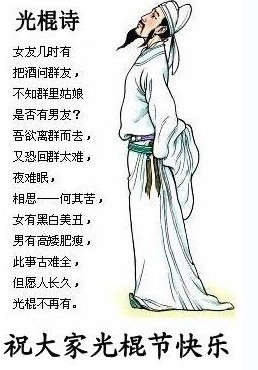 光棍诗
女友几时有
把酒问群友，
不知群里姑娘
是否有男友？
吾欲离群而去，
又恐回群太难，
夜难眠，
相思——何其苦，
女有黑白美丑，
男有高矮肥瘦，
此事古难全，
但愿人长久，
光棍不再有。
祝大家光棍节快乐